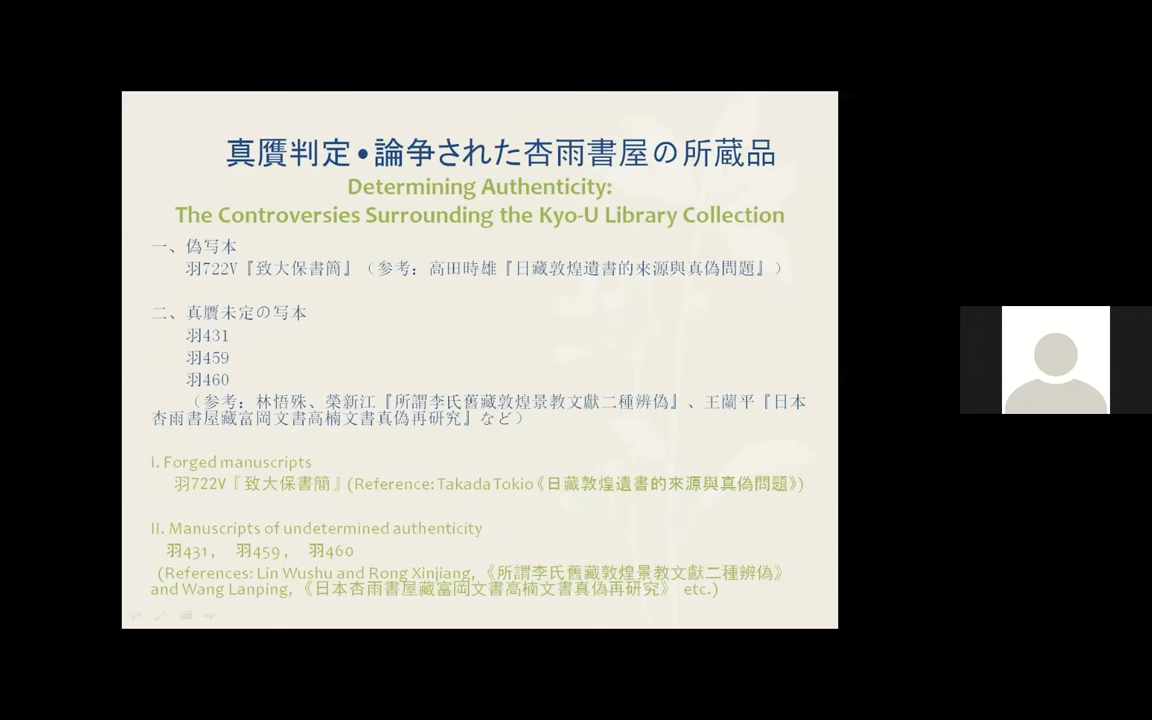 真贋判定•論争された杏雨書屋の所蔵品
Determining Authenticity:
The Controversies Surrounding the Kyo-U Library Collection
一、偽写本
羽722V『致大保書簡』（参考：高田時雄『日藏敦煌遺書的來源與真偽問題』）
二、真贋未定の写本
羽431
羽459
羽460
（参考：林悟殊、榮新江『所謂李氏舊藏敦煌景教文獻二種辨偽』、王蘭平『日本
杏雨書屋藏富岡文書高楠文書真偽再研究』など）
I. Forged manuscripts
羽722V『致大保書簡』(Reference: Takada Tokio《日藏敦煌遺書的來源與真偽問題》)
II. Manuscripts of undetermined authenticity
羽431， 羽459， 羽460
(References: Lin Wushu and Rong Xinjiang, 《所謂李氏舊藏敦煌景教文獻二種辨偽》
and Wang Lanping, 《日本杏雨書屋藏富岡文書高楠文書真偽再研究》 etc.)